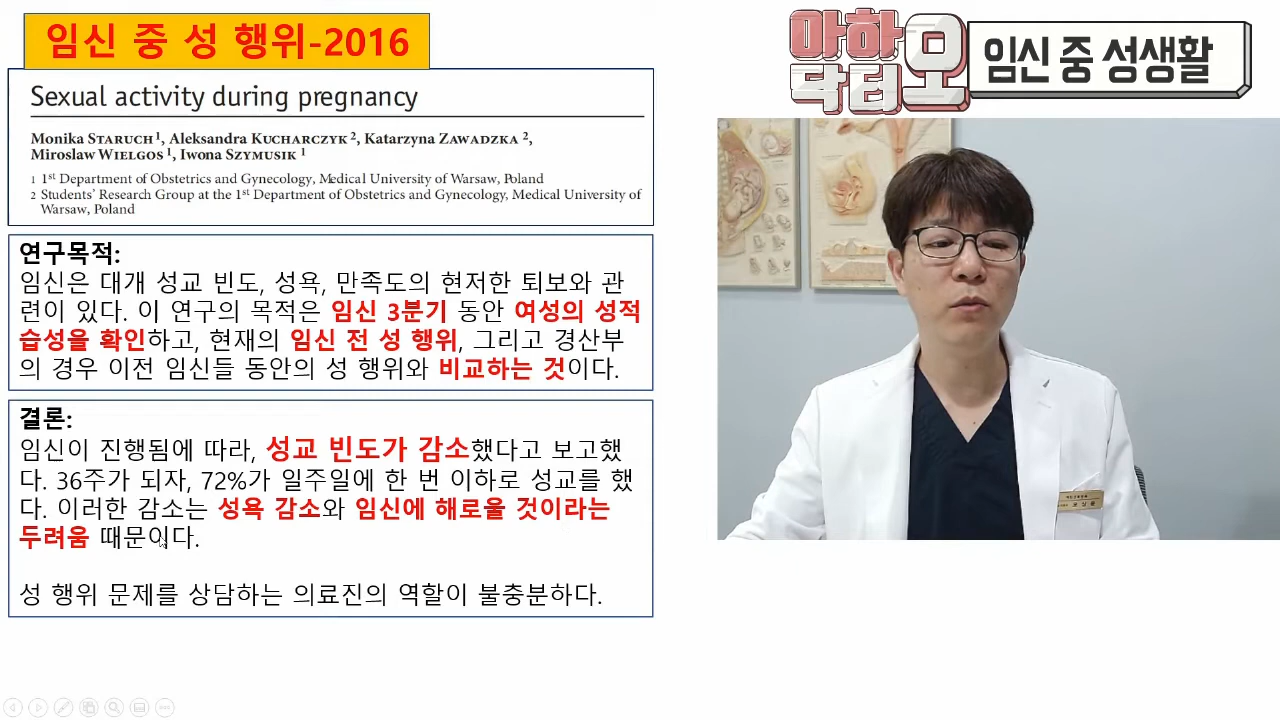 임신 중 성 행위-2016
아하
닥터오
임신 중 성생활
Sexual activity during pregnancy
Monika STARUCH 1, Aleksandra KUCHARCZYK 2, Katarzyna ZAWADZKA 2,
Miroslaw WIELGOS 1, Iwona SZYMUSIK 1
1 1st Department of Obstetrics and Gynecology, Medical University of Warsaw, Poland
2 Students' Research Group at the 1st Department of Obstetrics and Gynecology, Medical University of
Warsaw, Poland
연구목적:
임신은 대개 성교 빈도, 성욕, 만족도의 현저한 퇴보와 관
련이 있다. 이 연구의 목적은 임신 3분기 동안 여성의 성적
습성을 확인하고, 현재의 임신 전 성 행위, 그리고 경산부
의 경우 이전 임신들 동안의 성 행위와 비교하는 것이다.
결론:
임신이 진행됨에 따라, 성교 빈도가 감소했다고 보고했
다. 36주가 되자, 72%가 일주일에 한 번 이하로 성교를 했
다. 이러한 감소는 성욕 감소와 임신에 해로울 것이라는
두려움 때문이다.
성 행위 문제를 상담하는 의료진의 역할이 불충분하다.